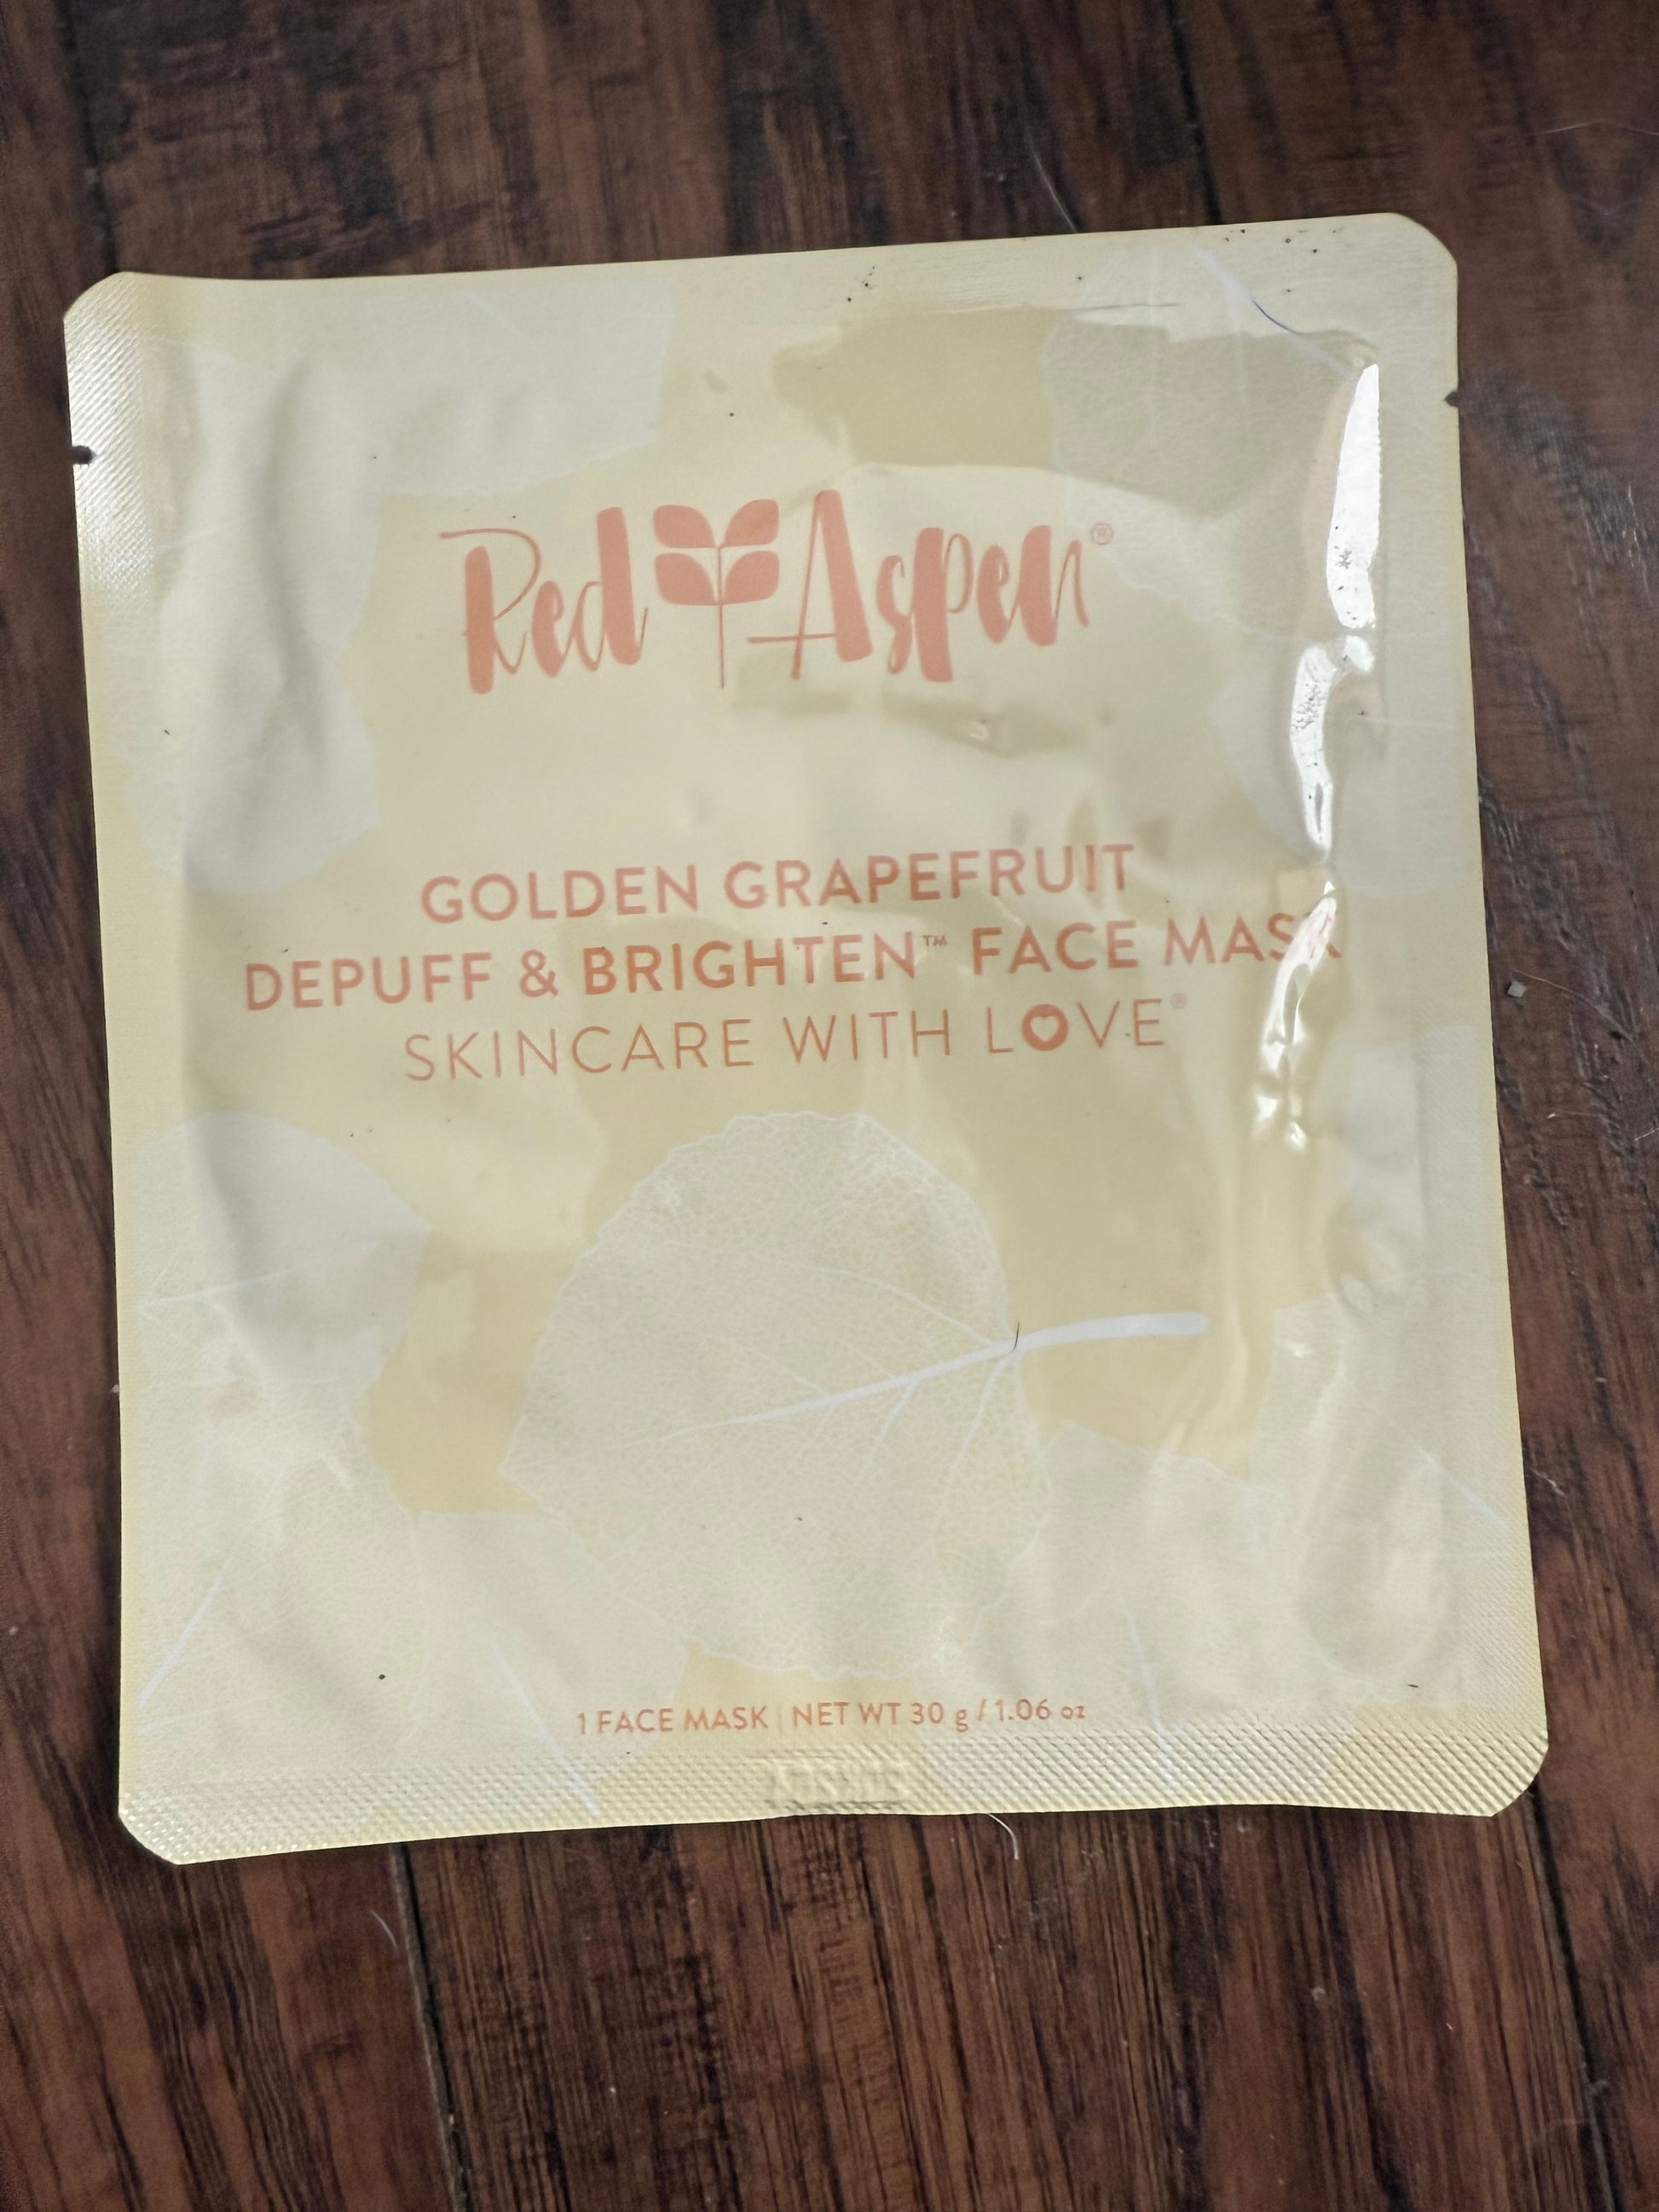 Red Aspen®
GOLDEN GRAPEFRUIT
DEPUFF & BRIGHTEN™ FACE MASK
SKINCARE WITH LOVE®
1 FACE MASK | NET WT 30 g / 1.06 oz